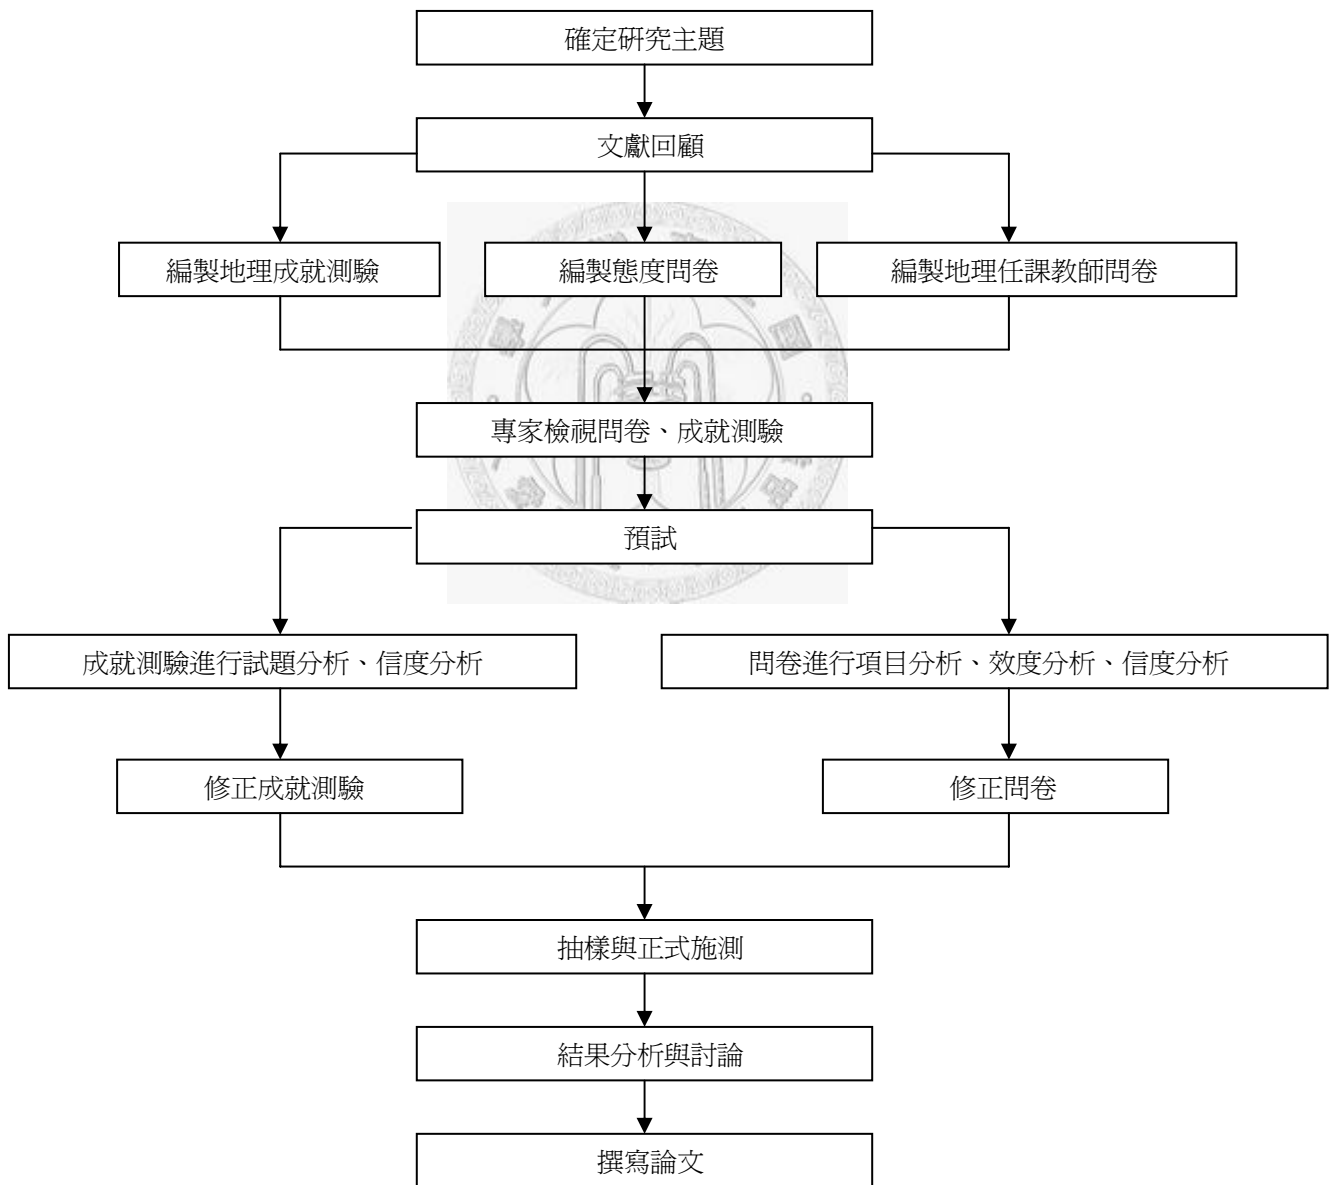 確定研究主題
文獻回顧
編製地理成就測驗
編製態度問卷
編製地理任課教師問卷
專家檢視問卷、成就測驗
預試
成就測驗進行試題分析、信度分析
問卷進行項目分析、效度分析、信度分析
修正成就測驗
修正問卷
抽樣與正式施測
結果分析與討論
撰寫論文